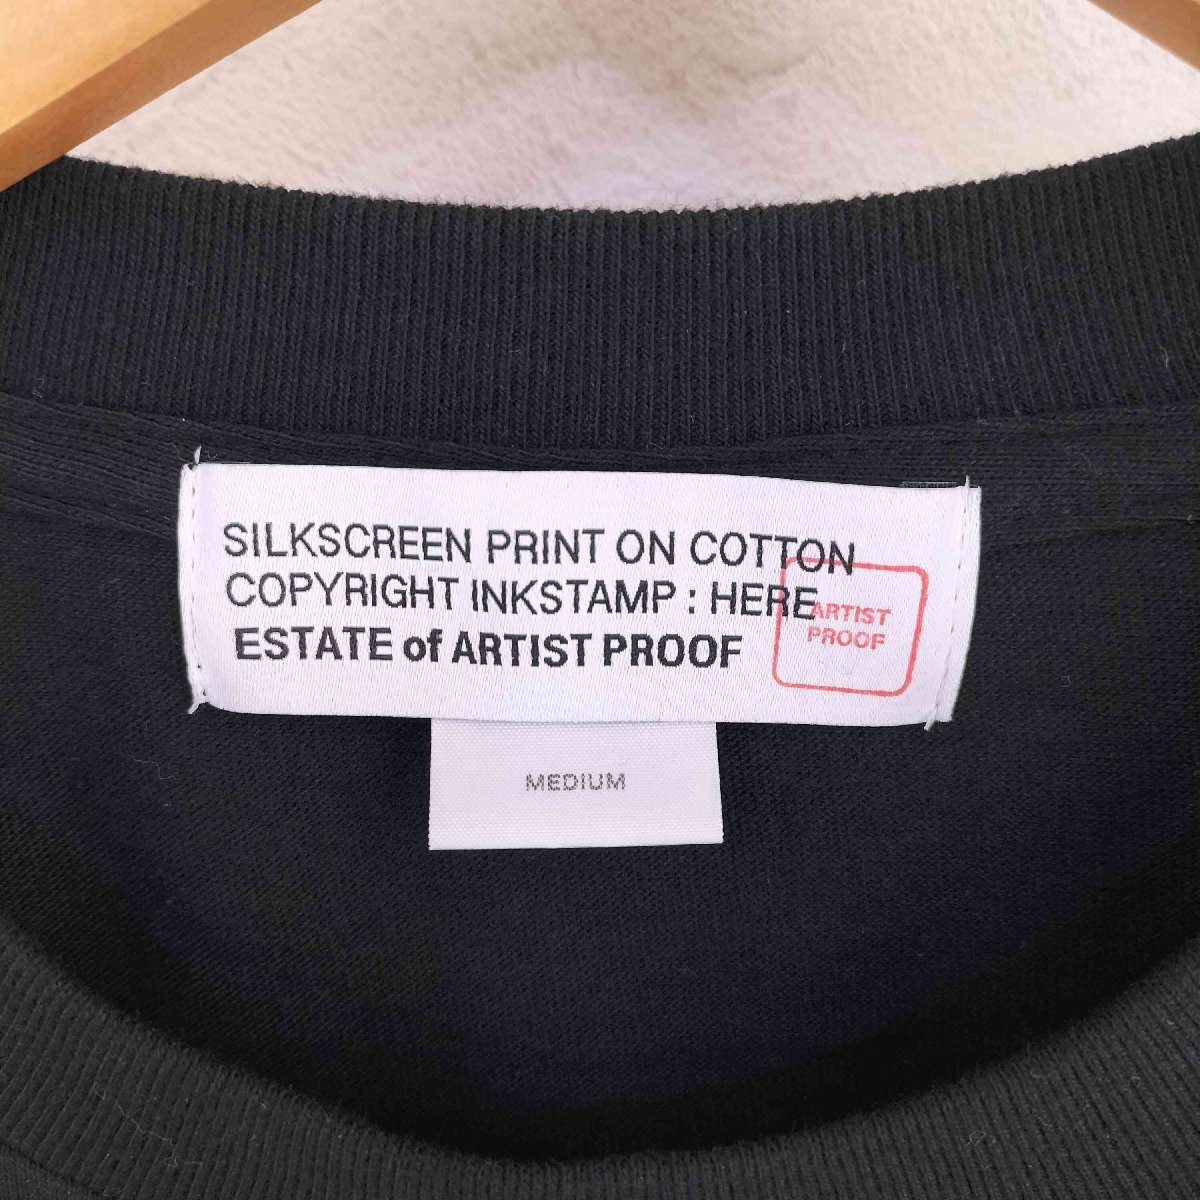 SILKSCREEN PRINT ON COTTON
COPYRIGHT INKSTAMP : HERE
ESTATE of ARTIST PROOF
ARTIST
PROOF
MEDIUM